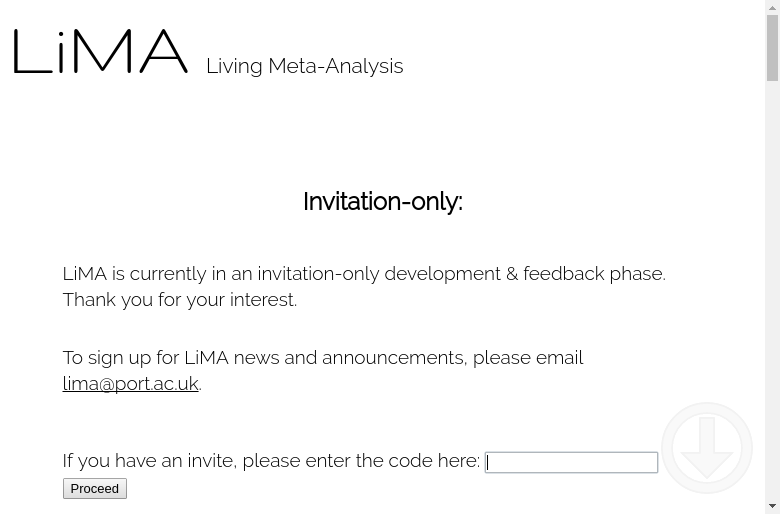 LiMA Living Meta-Analysis
Invitation-only:
LiMA is currently in an invitation-only development & feedback phase.
Thank you for your interest.
To sign up for LiMA news and announcements, please email
lima@port.ac.uk.
If you have an invite, please enter the code here:
Proceed